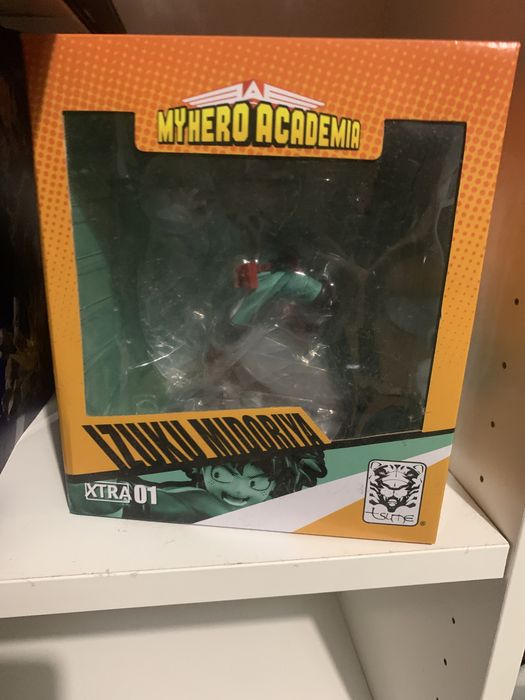 MY HERO ACADEMIA
IZUKU MIDORIYA
XTRA 01
tsume
®